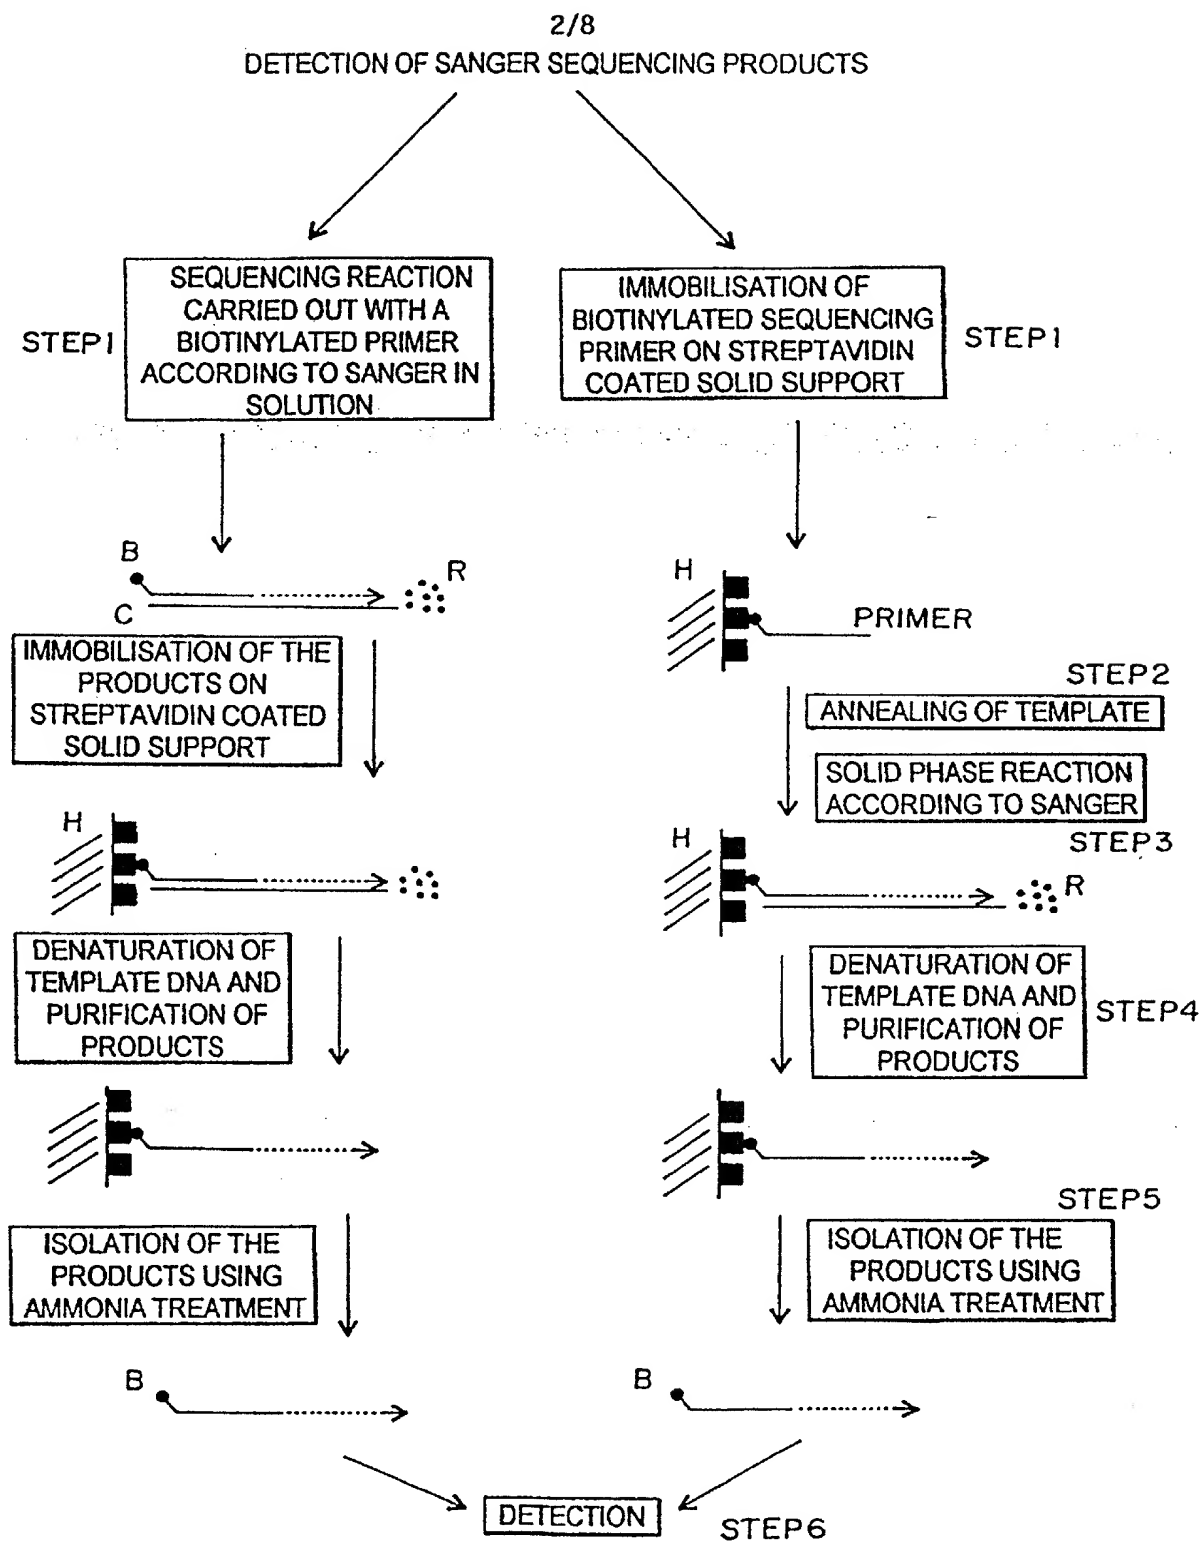 2/8
DETECTION OF SANGER SEQUENCING PRODUCTS
STEP1
SEQUENCING REACTION
CARRIED OUT WITH A
BIOTINYLATED PRIMER
ACCORDING TO SANGER IN
SOLUTION
IMMOBILISATION OF
BIOTINYLATED SEQUENCING
PRIMER ON STREPTAVIDIN
COATED SOLID SUPPORT
STEP1
B
R
C
IMMOBILISATION OF THE
PRODUCTS ON
STREPTAVIDIN COATED
SOLID SUPPORT
H
PRIMER
STEP2
ANNEALING OF TEMPLATE
SOLID PHASE REACTION
ACCORDING TO SANGER
STEP3
H
H
R
DENATURATION OF
TEMPLATE DNA AND
PURIFICATION OF
PRODUCTS
DENATURATION OF
TEMPLATE DNA AND
PURIFICATION OF
PRODUCTS
STEP4
STEP5
ISOLATION OF THE
PRODUCTS USING
AMMONIA TREATMENT
ISOLATION OF THE
PRODUCTS USING
AMMONIA TREATMENT
B
B
DETECTION
STEP6